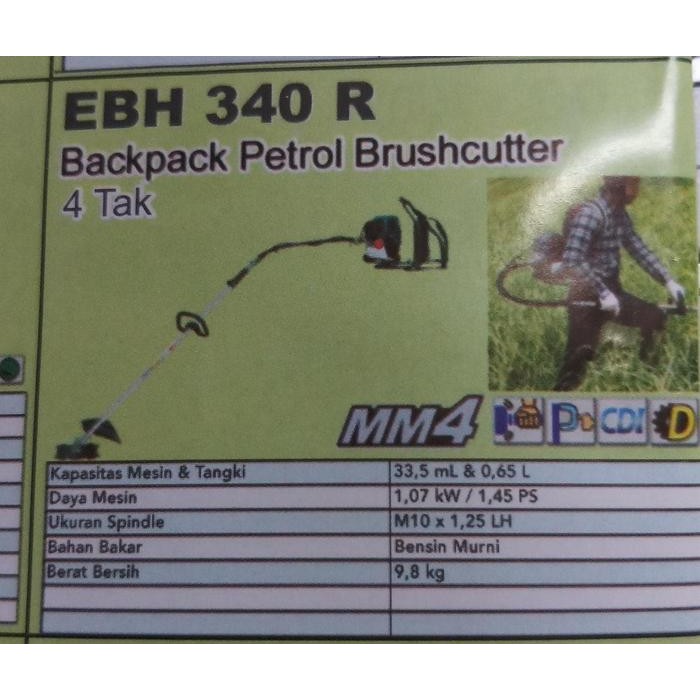 EBH 340 R
Backpack Petrol Brushcutter
4 Tak
MM4
P CDI D
Kapasitas Mesin & Tangki 33,5 mL & 0,65 L
Daya Mesin 1,07 kW / 1,45 PS
Ukuran Spindle M10 x 1,25 LH
Bahan Bakar Bensin Murni
Berat Bersih 9,8 kg